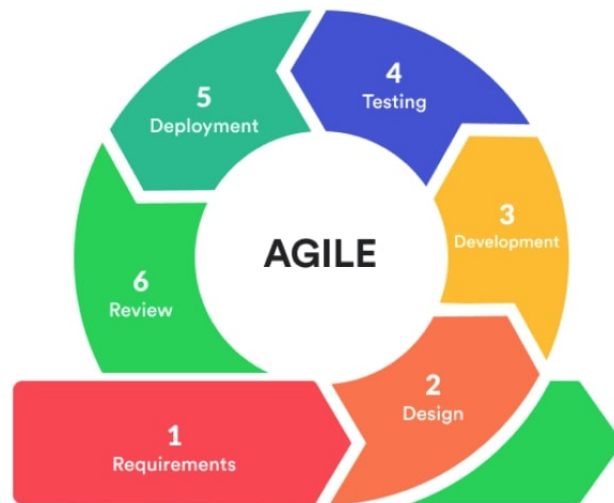 AGILE
1
Requirements
2
Design
3
Development
4
Testing
5
Deployment
6
Review